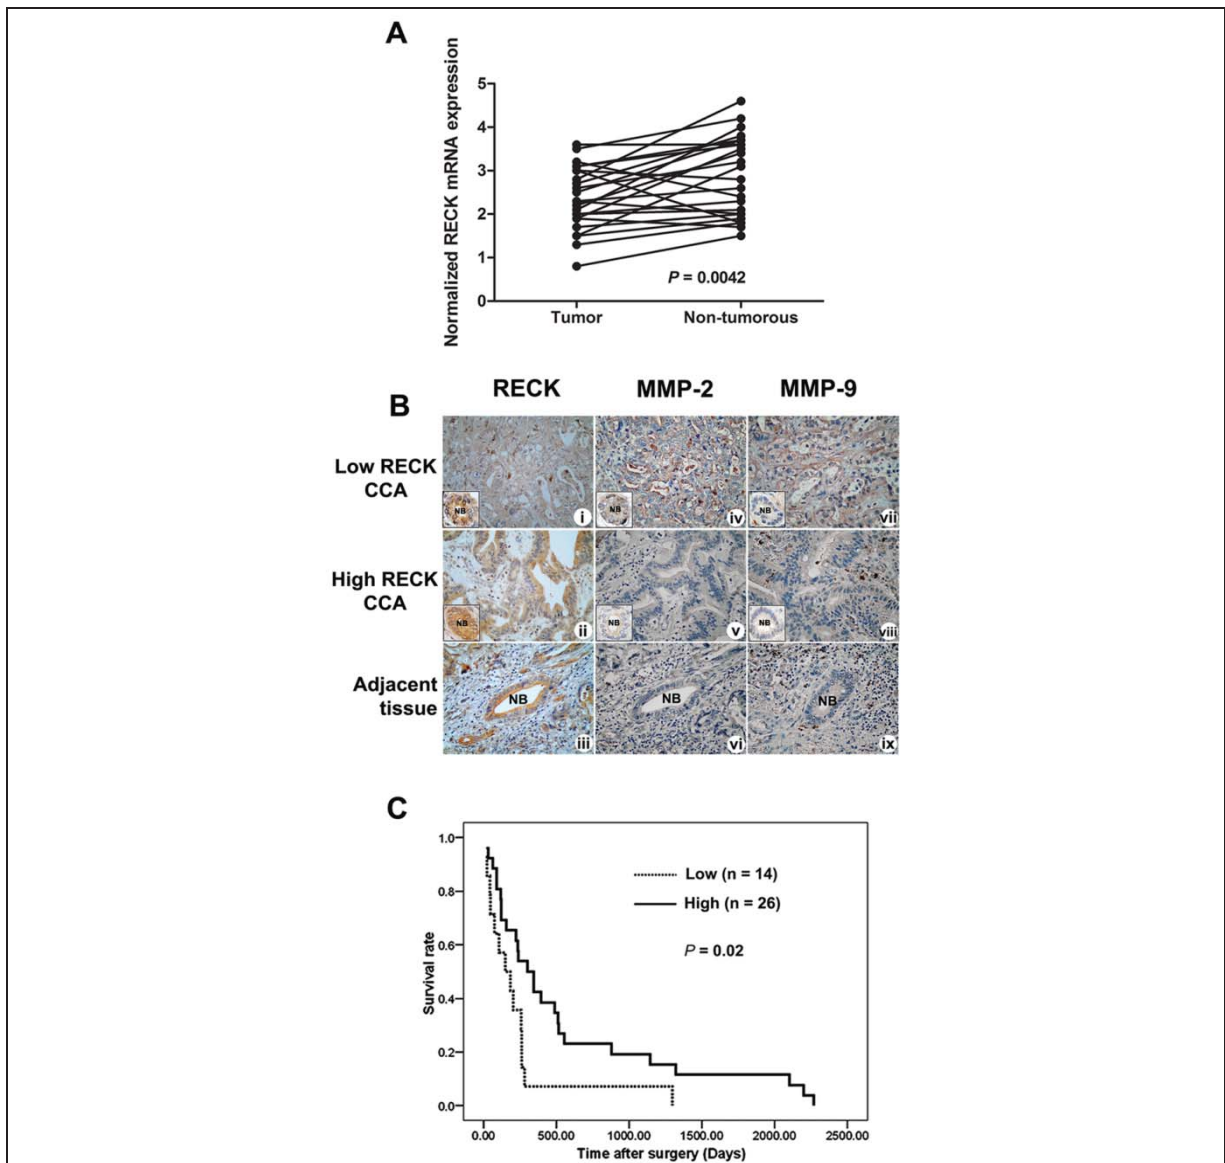 A
Normalized RECK mRNA expression
5
4
3
2
1
0
P = 0.0042
Tumor Non-tumorous
B
RECK MMP-2 MMP-9
Low RECK
CCA
NB i NB iv NB vii
High RECK
CCA
NB ii NB v NB viii
Adjacent
tissue
NB iii NB vi NB ix
C
Survival rate
1.0
0.8
0.6
0.4
0.2
0.0
Low (n = 14)
High (n = 26)
P = 0.02
0.00 500.00 1000.00 1500.00 2000.00 2500.00
Time after surgery (Days)